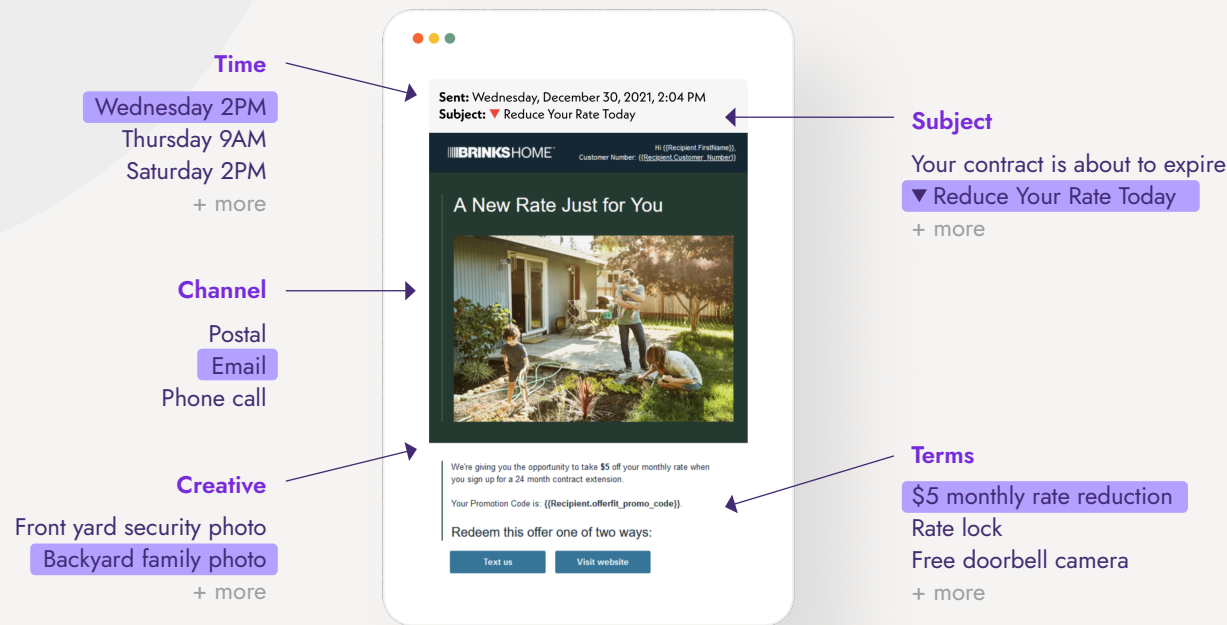 Time
Wednesday 2PM
Thursday 9AM
Saturday 2PM
+ more
Channel
Postal
Email
Phone call
Creative
Front yard security photo
Backyard family photo
+ more
Sent: Wednesday, December 30, 2021, 2:04 PM
Subject: ▼ Reduce Your Rate Today
BRINKS HOME™
Hi {{Recipient.FirstName}},
Customer Number: {{Recipient.Customer_Number}}
A New Rate Just for You
We're giving you the opportunity to take $5 off your monthly rate when
you sign up for a 24 month contract extension.
Your Promotion Code is: {{Recipient.offerfit_promo_code}}.
Redeem this offer one of two ways:
Text us
Visit website
Subject
Your contract is about to expire
▼ Reduce Your Rate Today
+ more
Terms
$5 monthly rate reduction
Rate lock
Free doorbell camera
+ more